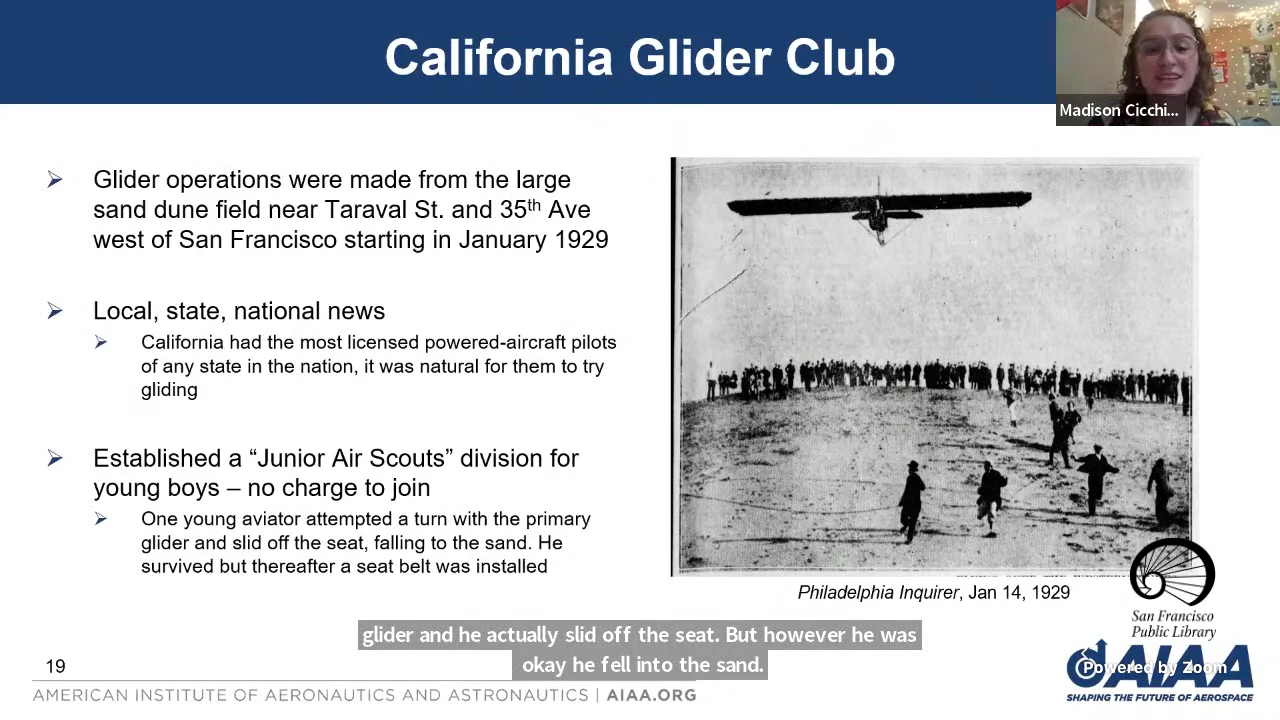 California Glider Club
Madison Cicchi...
Glider operations were made from the large
sand dune field near Taraval St. and 35th Ave
west of San Francisco starting in January 1929
Local, state, national news
California had the most licensed powered-aircraft pilots
of any state in the nation, it was natural for them to try
gliding
Established a “Junior Air Scouts” division for
young boys – no charge to join
One young aviator attempted a turn with the primary
glider and slid off the seat, falling to the sand. He
survived but thereafter a seat belt was installed
Philadelphia Inquirer, Jan 14, 1929
San Francisco
Public Library
glider and he actually slid off the seat. But however he was
okay he fell into the sand.
19
AIAA
Powered by Zoom
SHAPING THE FUTURE OF AEROSPACE
AMERICAN INSTITUTE OF AERONAUTICS AND ASTRONAUTICS | AIAA.ORG